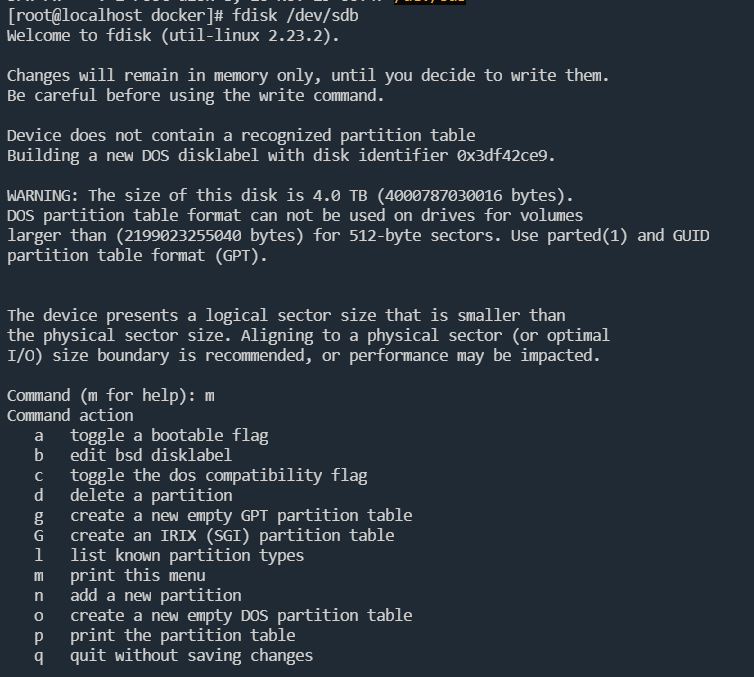 [root@localhost docker]# fdisk /dev/sdb
Welcome to fdisk (util-linux 2.23.2).
Changes will remain in memory only, until you decide to write them.
Be careful before using the write command.
Device does not contain a recognized partition table
Building a new DOS disklabel with disk identifier 0x3df42ce9.
WARNING: The size of this disk is 4.0 TB (4000787030016 bytes).
DOS partition table format can not be used on drives for volumes
larger than (2199023255040 bytes) for 512-byte sectors. Use parted(1) and GUID
partition table format (GPT).
The device presents a logical sector size that is smaller than
the physical sector size. Aligning to a physical sector (or optimal
I/O) size boundary is recommended, or performance may be impacted.
Command (m for help): m
Command action
a   toggle a bootable flag
b   edit bsd disklabel
c   toggle the dos compatibility flag
d   delete a partition
g   create a new empty GPT partition table
G   create an IRIX (SGI) partition table
l   list known partition types
m   print this menu
n   add a new partition
o   create a new empty DOS partition table
p   print the partition table
q   quit without saving changes